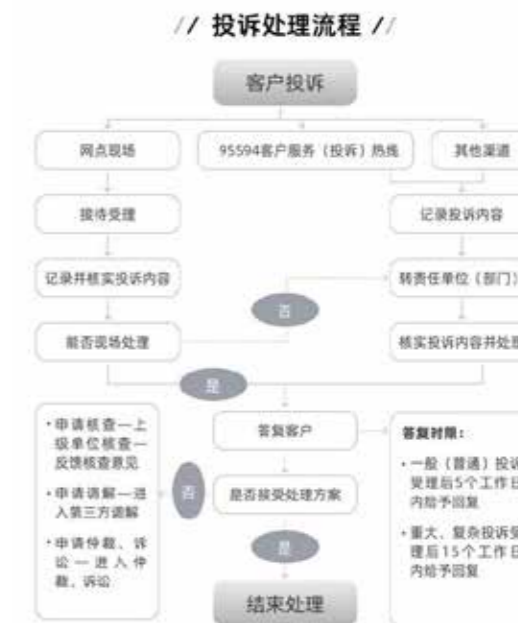 // 投诉处理流程 //
客户投诉
网点现场
95594客户服务（投诉）热线
其他渠道
接待受理
记录投诉内容
记录并核实投诉内容
转责任单位（部门）
否
能否现场处理
核实投诉内容并处理
是
·申请核查—上
级单位核查—
反馈核查意见
·申请调解—进
入第三方调解
·申请仲裁、诉
讼—进入仲
裁、诉讼
否
答复客户
是否接受处理方案
是
结束处理
答复时限：
·一般（普通）投诉
受理后5个工作日
内给予回复
·重大、复杂投诉受
理后15个工作日
内给予回复